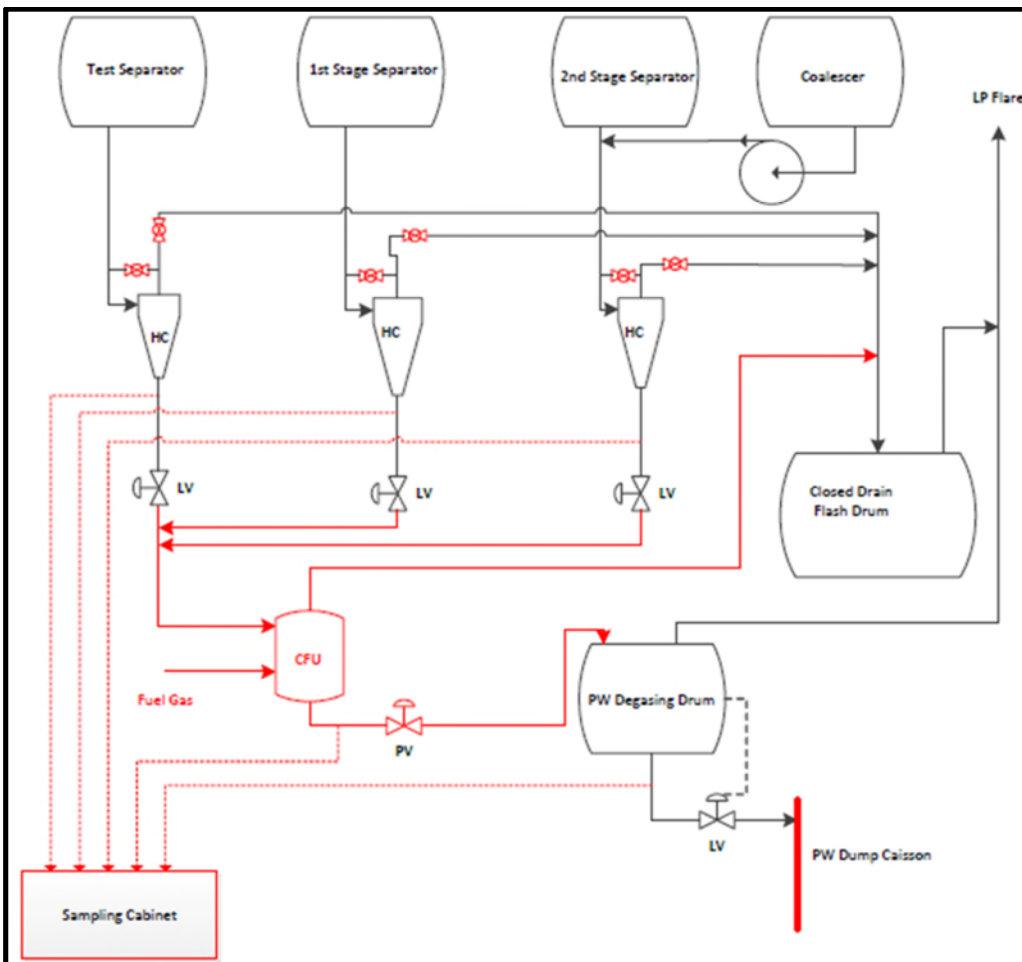 Test Separator
1st Stage Separator
2nd Stage Separator
Coalescer
LP Flare
HC
HC
HC
LV
LV
LV
Closed Drain
Flash Drum
CFU
Fuel Gas
PV
PW Degasing Drum
LV
PW Dump Caisson
Sampling Cabinet